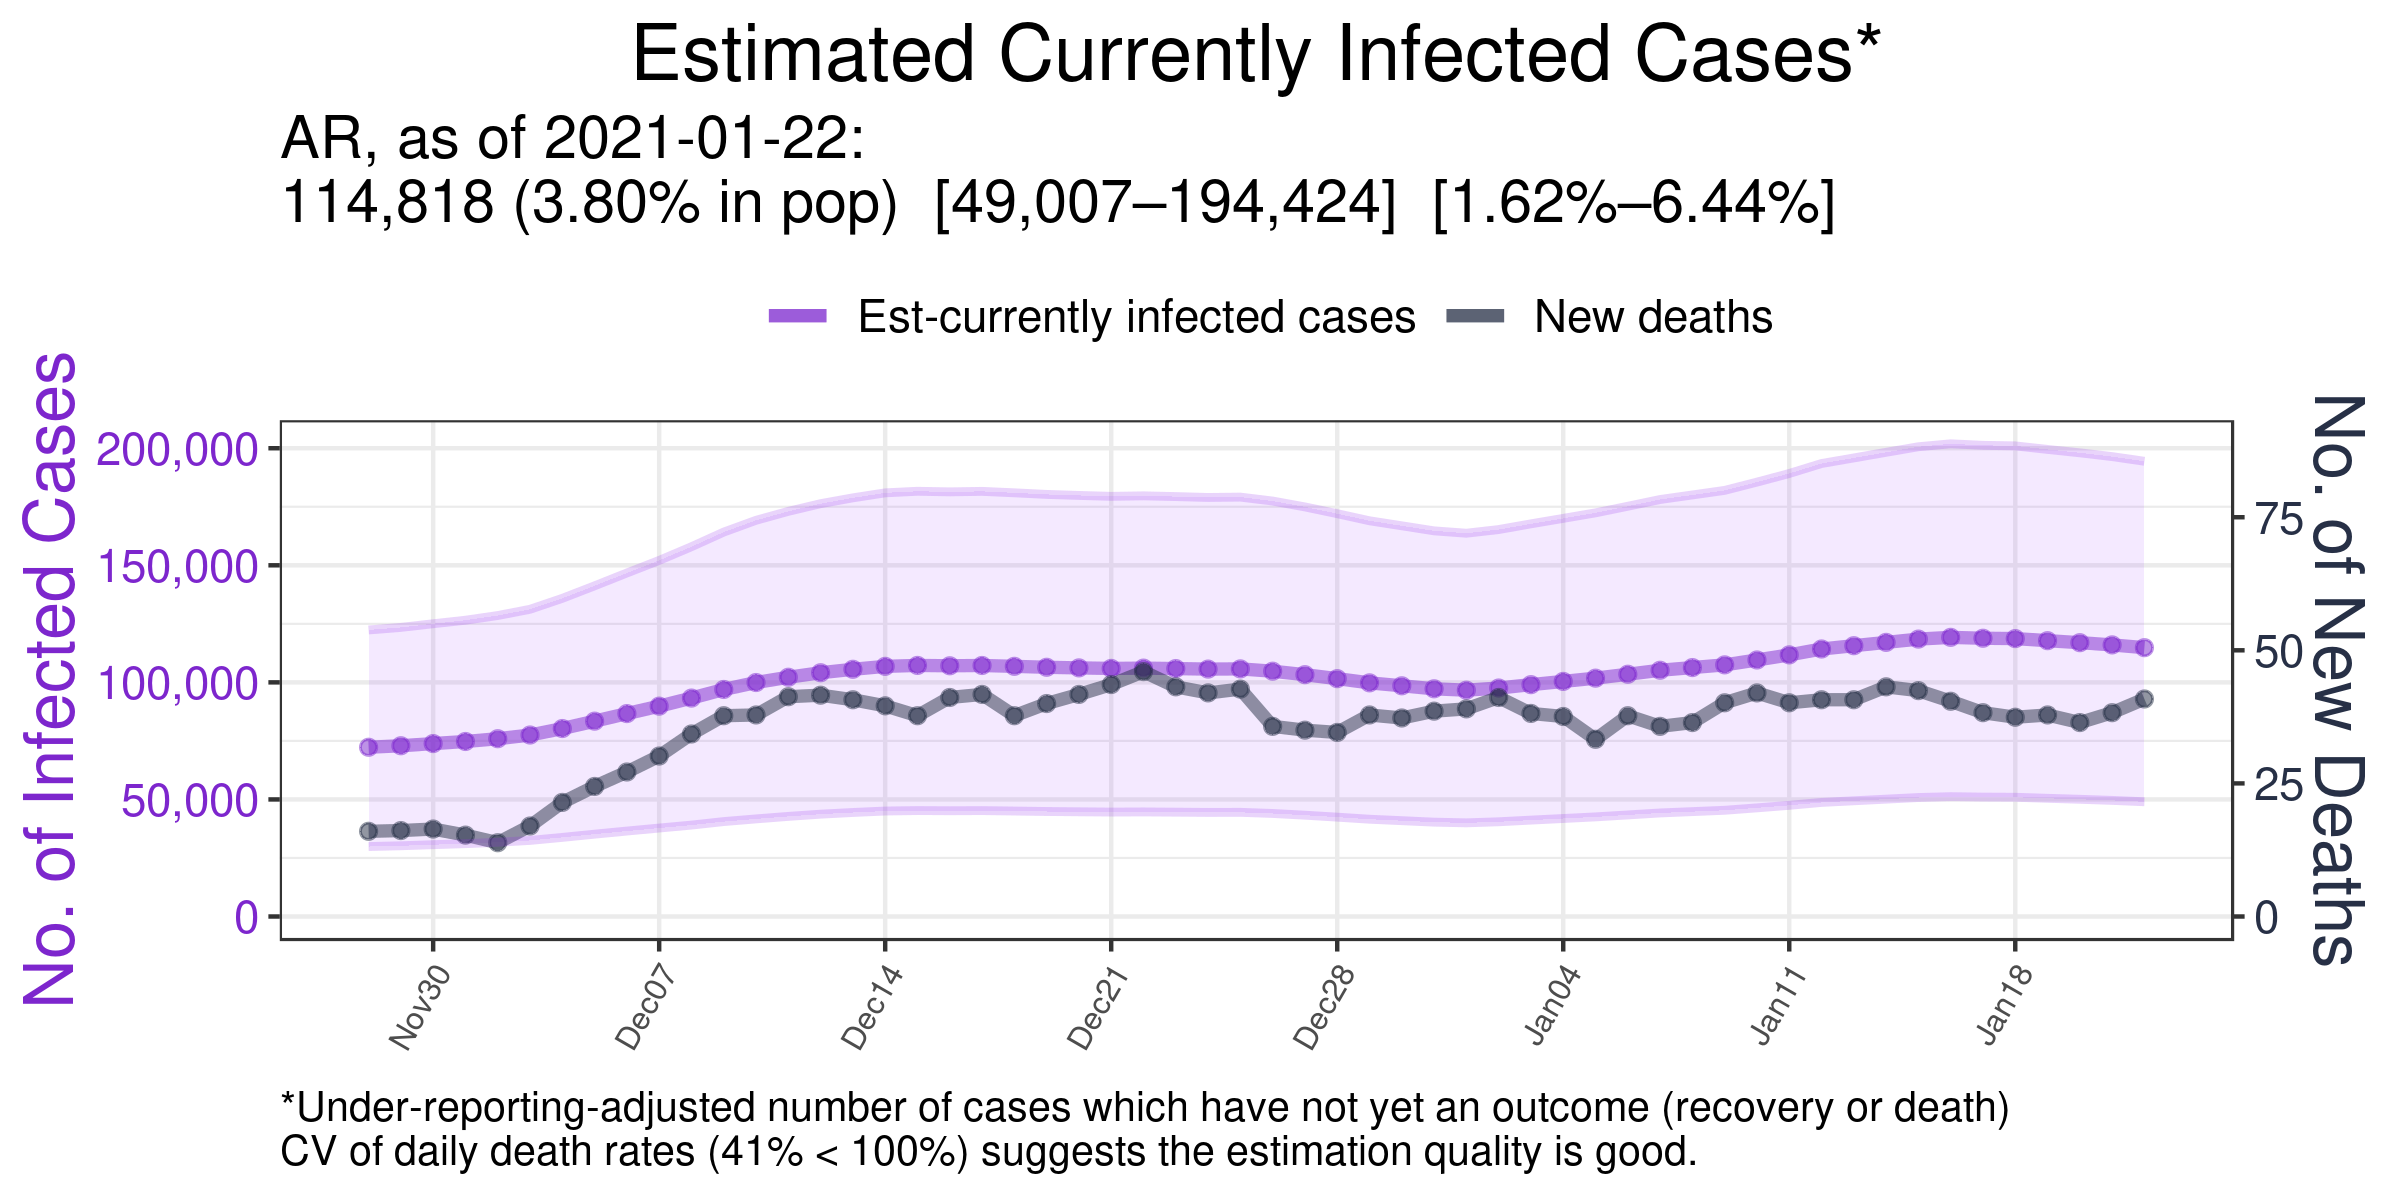 Estimated Currently Infected Cases*
AR, as of 2021-01-22:
114,818 (3.80% in pop)  [49,007–194,424]  [1.62%–6.44%]
Est-currently infected cases
New deaths
No. of Infected Cases
200,000
150,000
100,000
50,000
0
75
50
25
0
No. of New Deaths
Nov30
Dec07
Dec14
Dec21
Dec28
Jan04
Jan11
Jan18
*Under-reporting-adjusted number of cases which have not yet an outcome (recovery or death)
CV of daily death rates (41% < 100%) suggests the estimation quality is good.